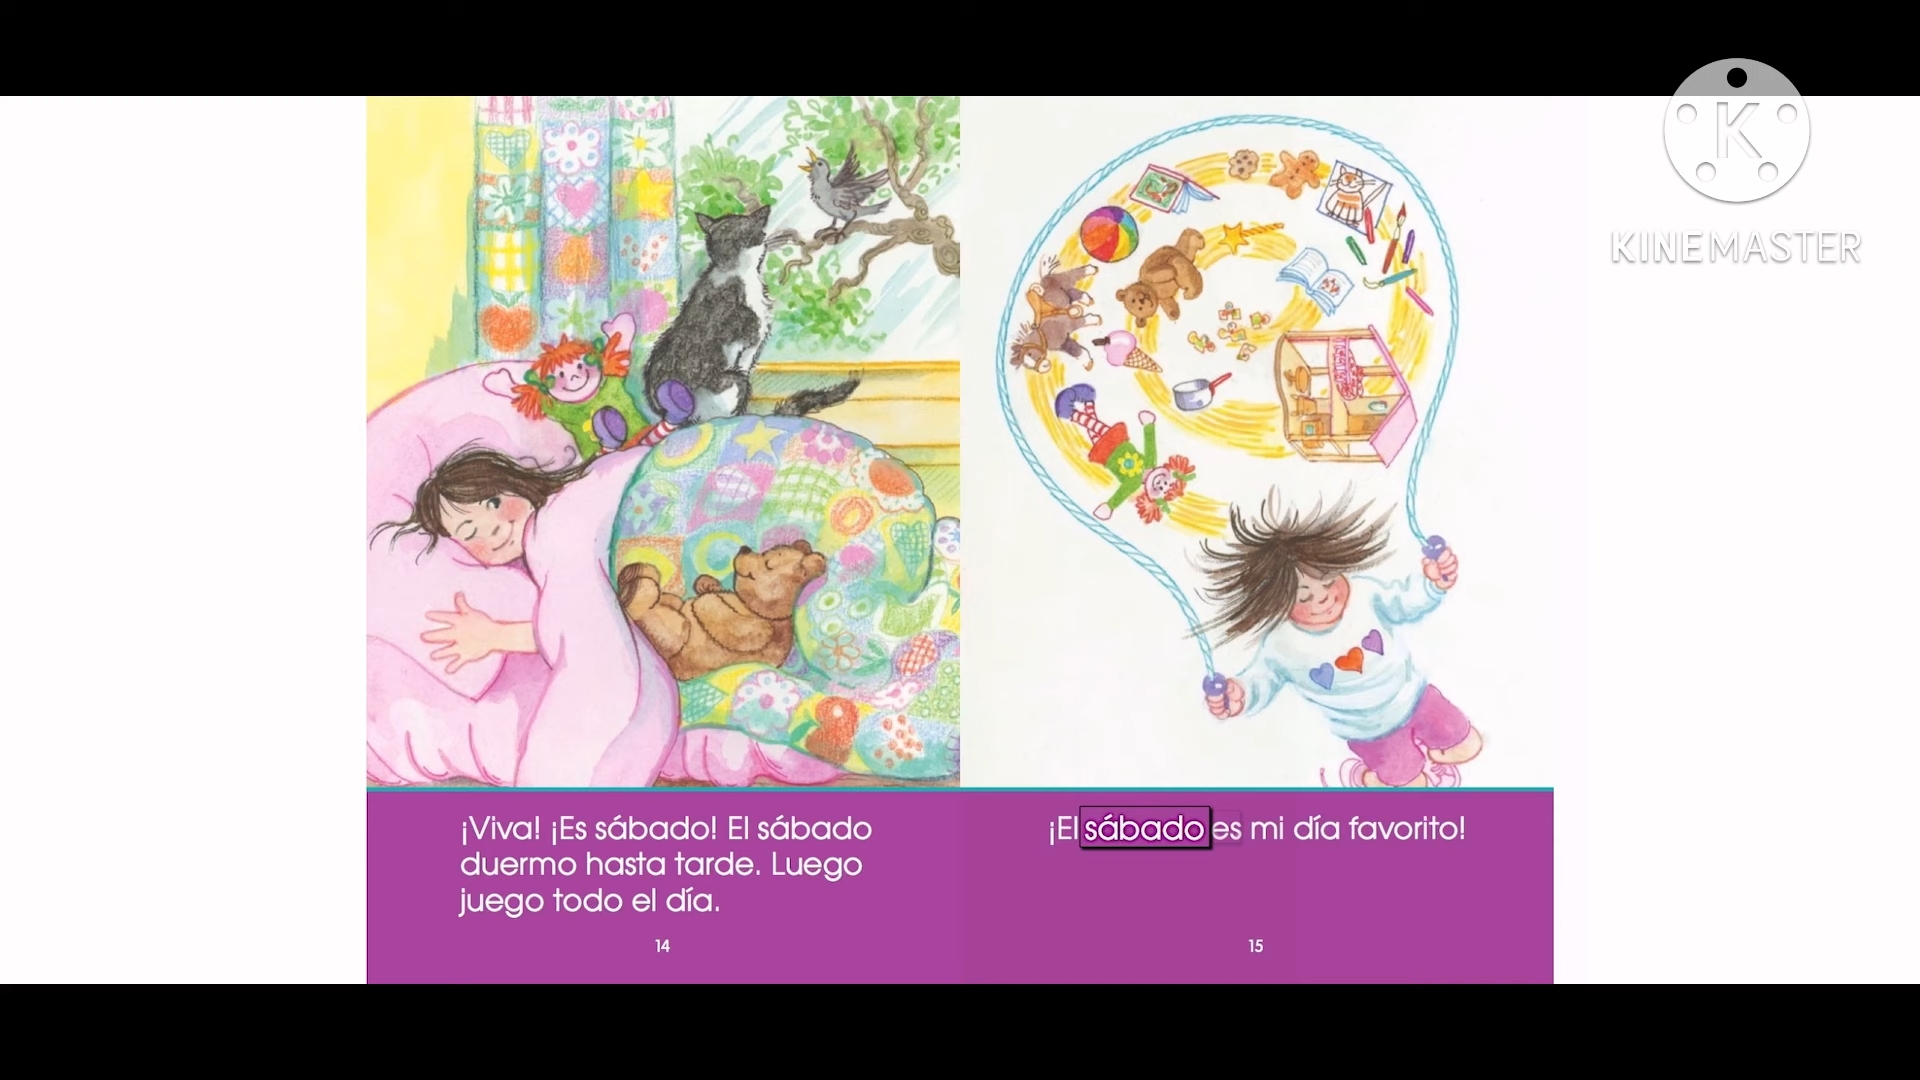 K
KINEMASTER
¡Viva! ¡Es sábado! El sábado
duermo hasta tarde. Luego
juego todo el día.
14
¡El sábado es mi día favorito!
15